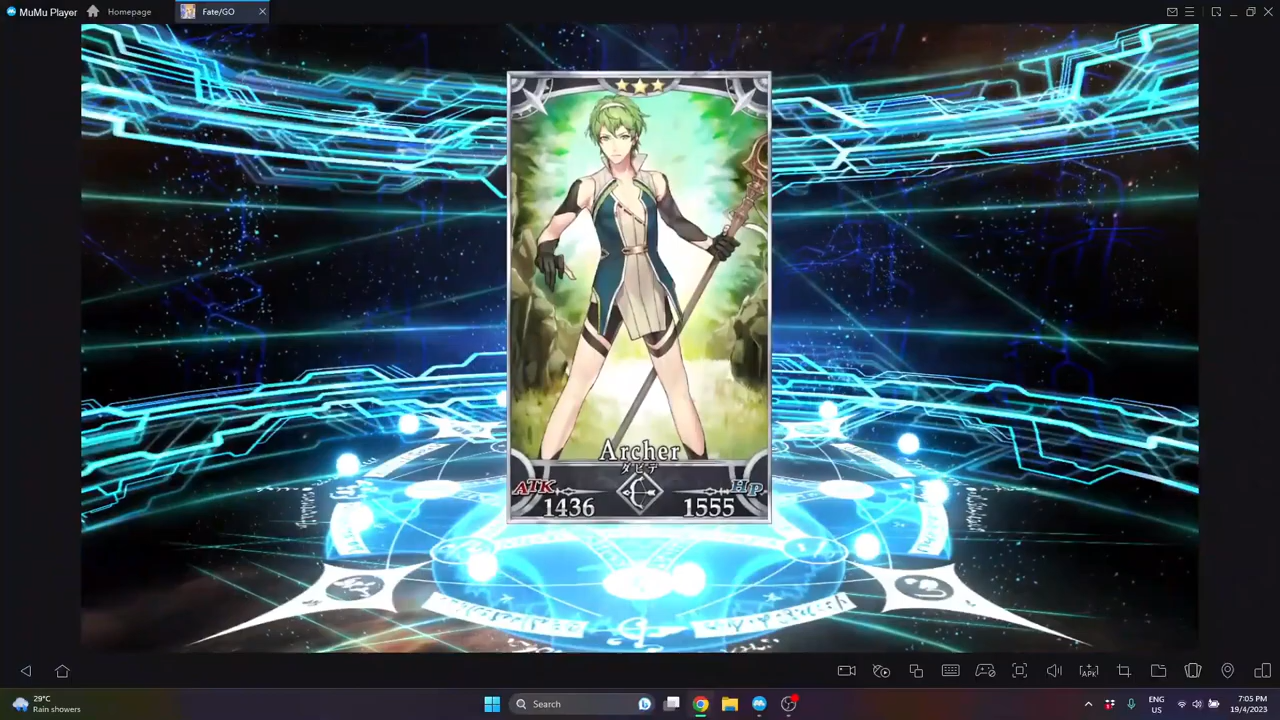 MuMu Player
Homepage
Fate/GO
Archer
ダビデ
ATK
HP
1436
1555
APK
29°C
Rain showers
Search
ENG
US
7:05 PM
19/4/2023